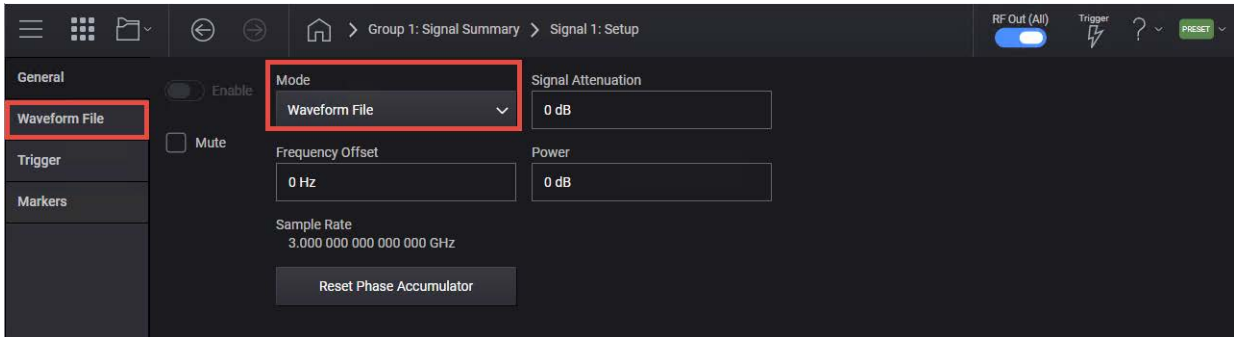 Group 1: Signal Summary > Signal 1: Setup
RF Out (All)
Trigger
?
PRESET
General
Waveform File
Trigger
Markers
Enable
Mute
Mode
Waveform File
Signal Attenuation
0 dB
Frequency Offset
0 Hz
Power
0 dB
Sample Rate
3.000 000 000 000 000 GHz
Reset Phase Accumulator